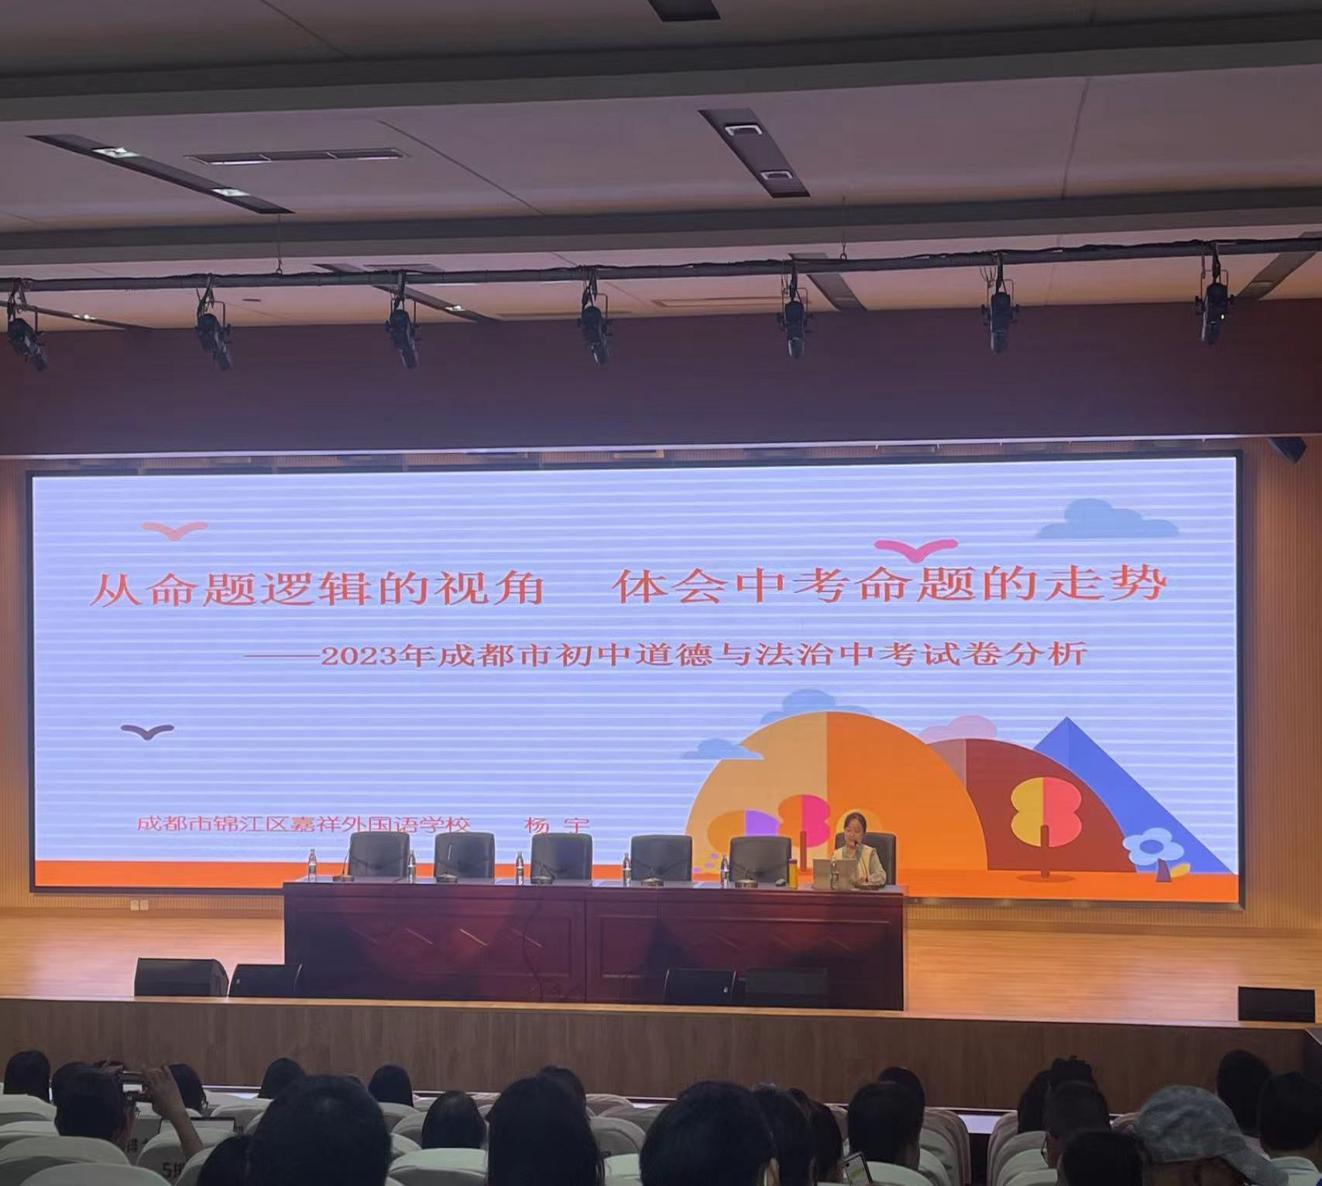 从命题逻辑的视角 体会中考命题的走势
——2023年成都市初中道德与法治中考试卷分析
成都市锦江区嘉祥外国语学校 杨宇